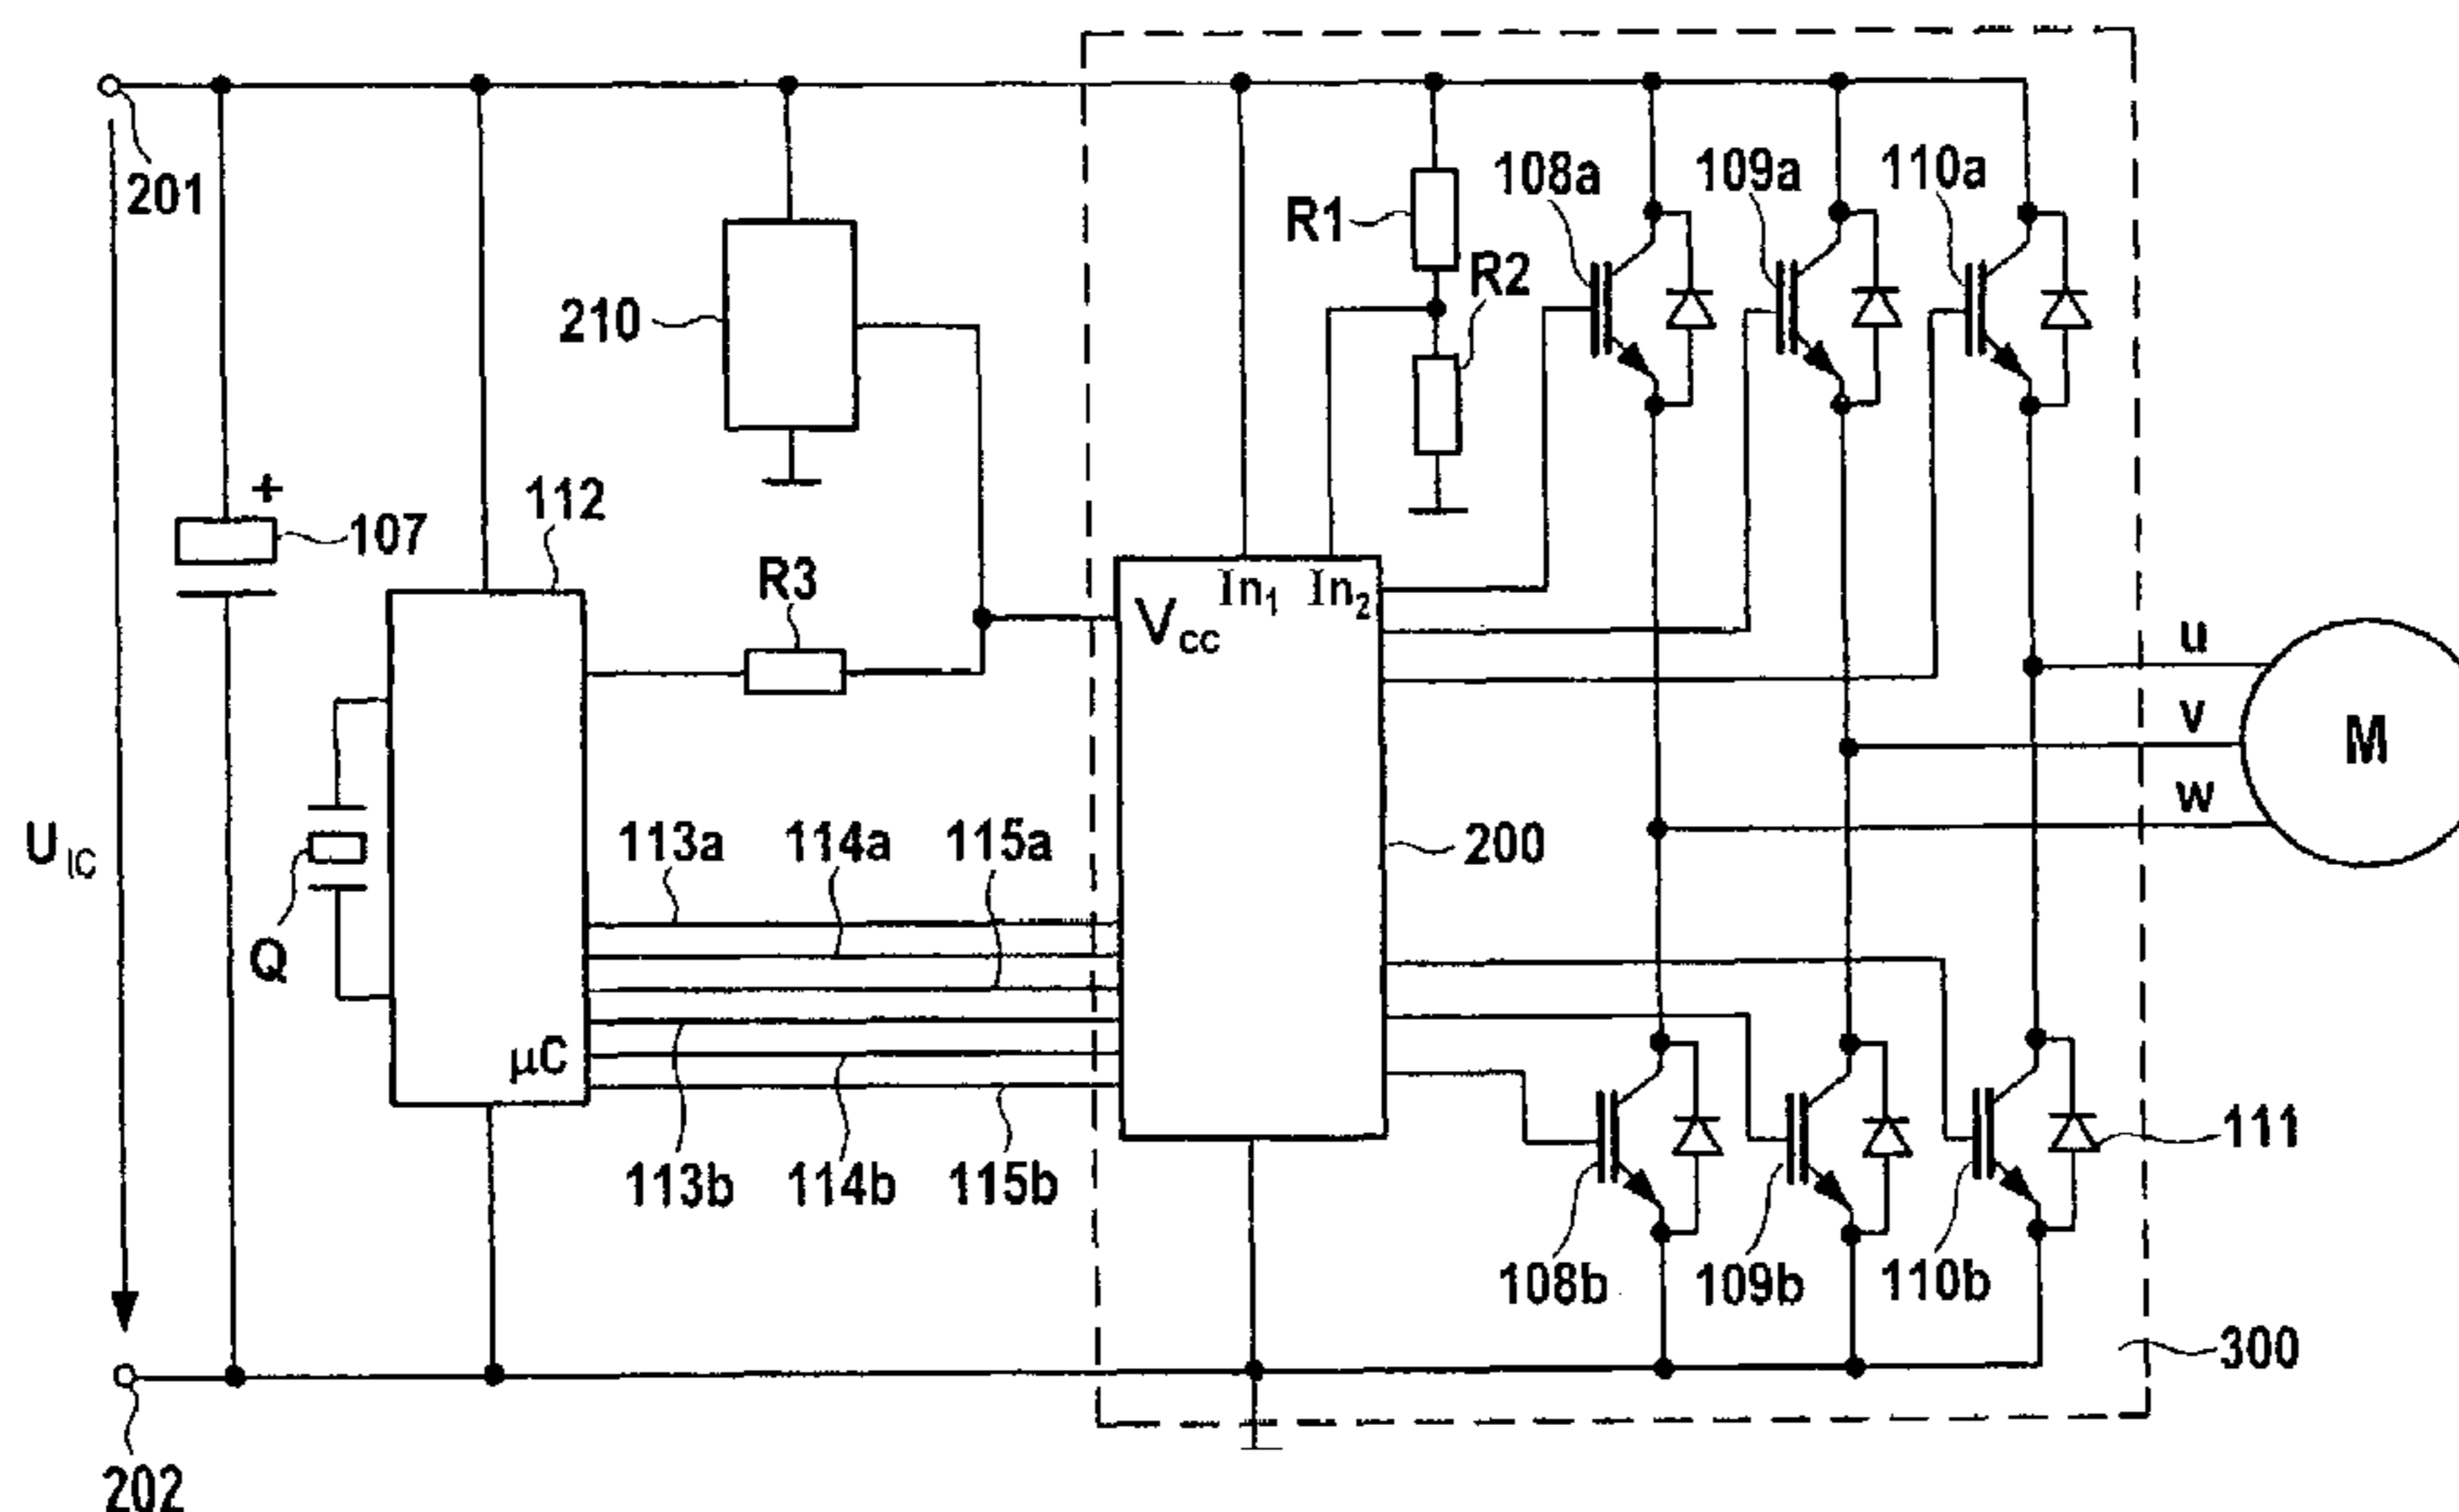 201
108a
109a
110a
R1
R2
210
+
107
112
R3
In1
In2
Vcc
u
v
w
M
113a
114a
115a
200
UIC
Q
µC
113b
114b
115b
111
108b
109b
110b
300
202